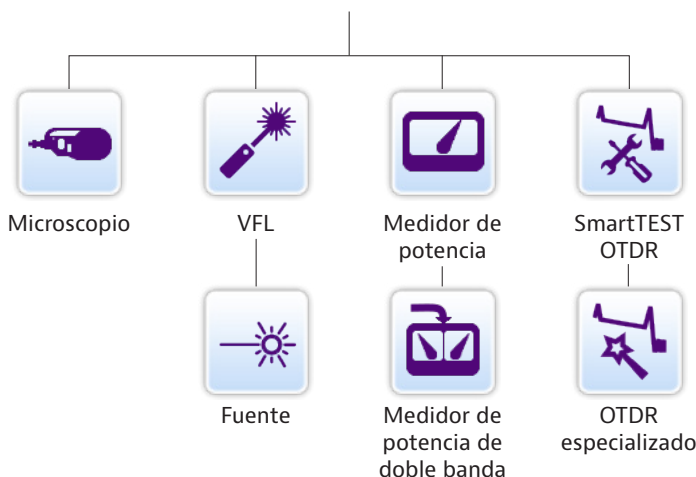 Microscopio
VFL
Medidor de
potencia
SmartTEST
OTDR
Fuente
Medidor de
potencia de
doble banda
OTDR
especializado